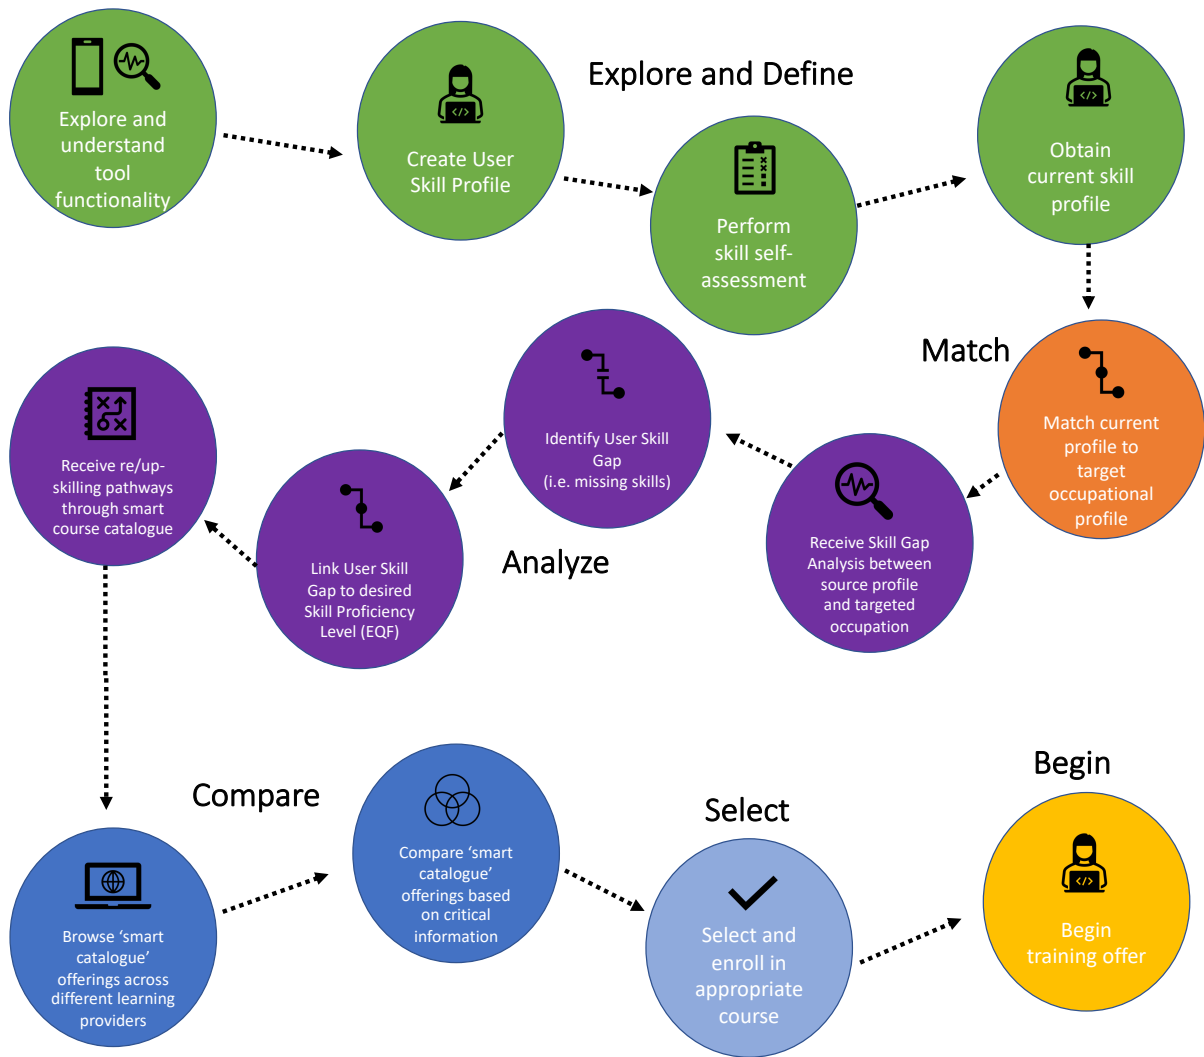 Explore and
understand
tool
functionality
Create User
Skill Profile
Explore and Define
Perform
skill self-
assessment
Obtain
current skill
profile
Match
Match current
profile to
target
occupational
profile
Receive Skill Gap
Analysis between
source profile
and targeted
occupation
Identify User Skill
Gap
(i.e. missing skills)
Analyze
Link User Skill
Gap to desired
Skill Proficiency
Level (EQF)
Receive re/up-
skilling pathways
through smart
course catalogue
Compare
Browse ‘smart
catalogue’
offerings across
different learning
providers
Compare ‘smart
catalogue’
offerings based
on critical
information
Select
Select and
enroll in
appropriate
course
Begin
Begin
training offer